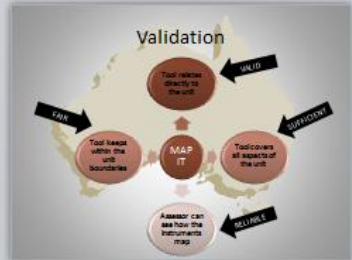 Validation
Tool relates
directly to
the unit
VALID
FAIR
SUFFICIENT
Tool keeps
within the
unit
boundaries
MAP
IT
Tool covers
all aspects of
the unit
Assessor can
see how the
instruments
map
RELIABLE